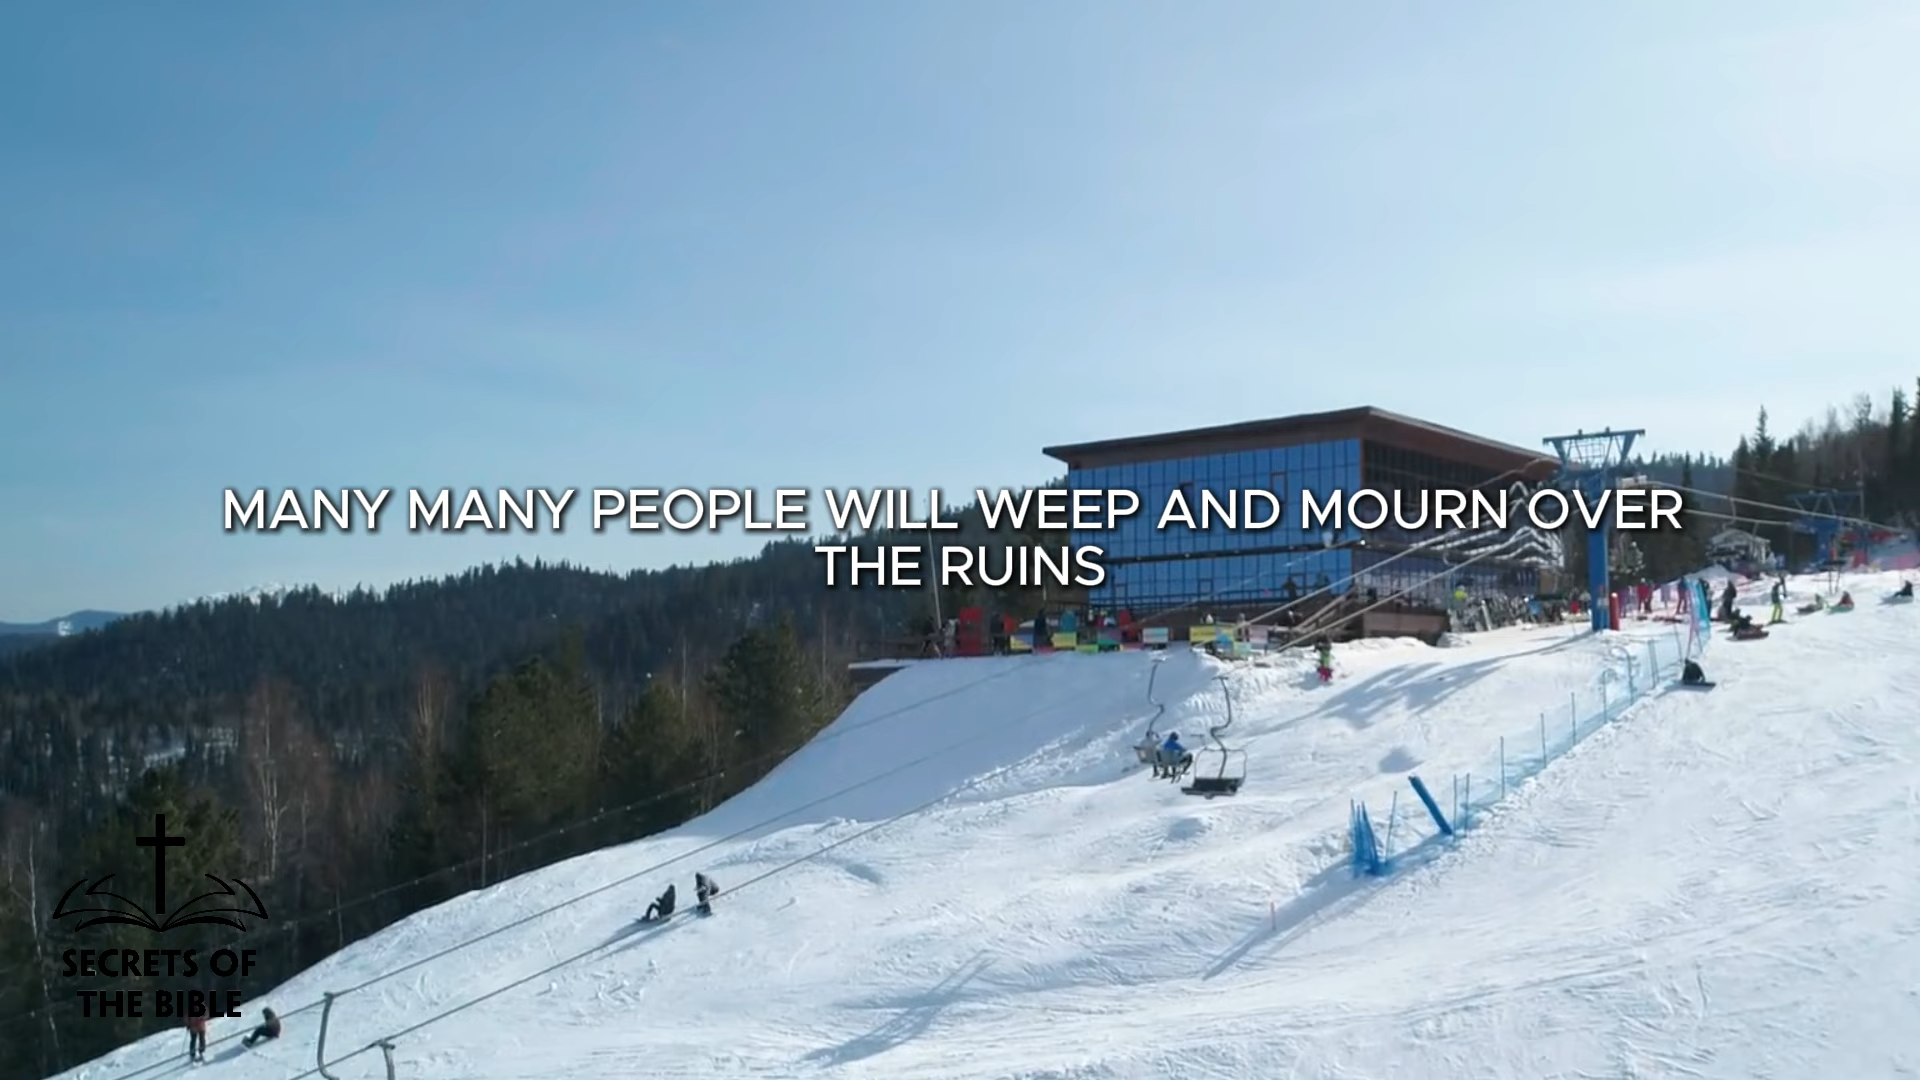 MANY MANY PEOPLE WILL WEEP AND MOURN OVER
THE RUINS
SECRETS OF
THE BIBLE